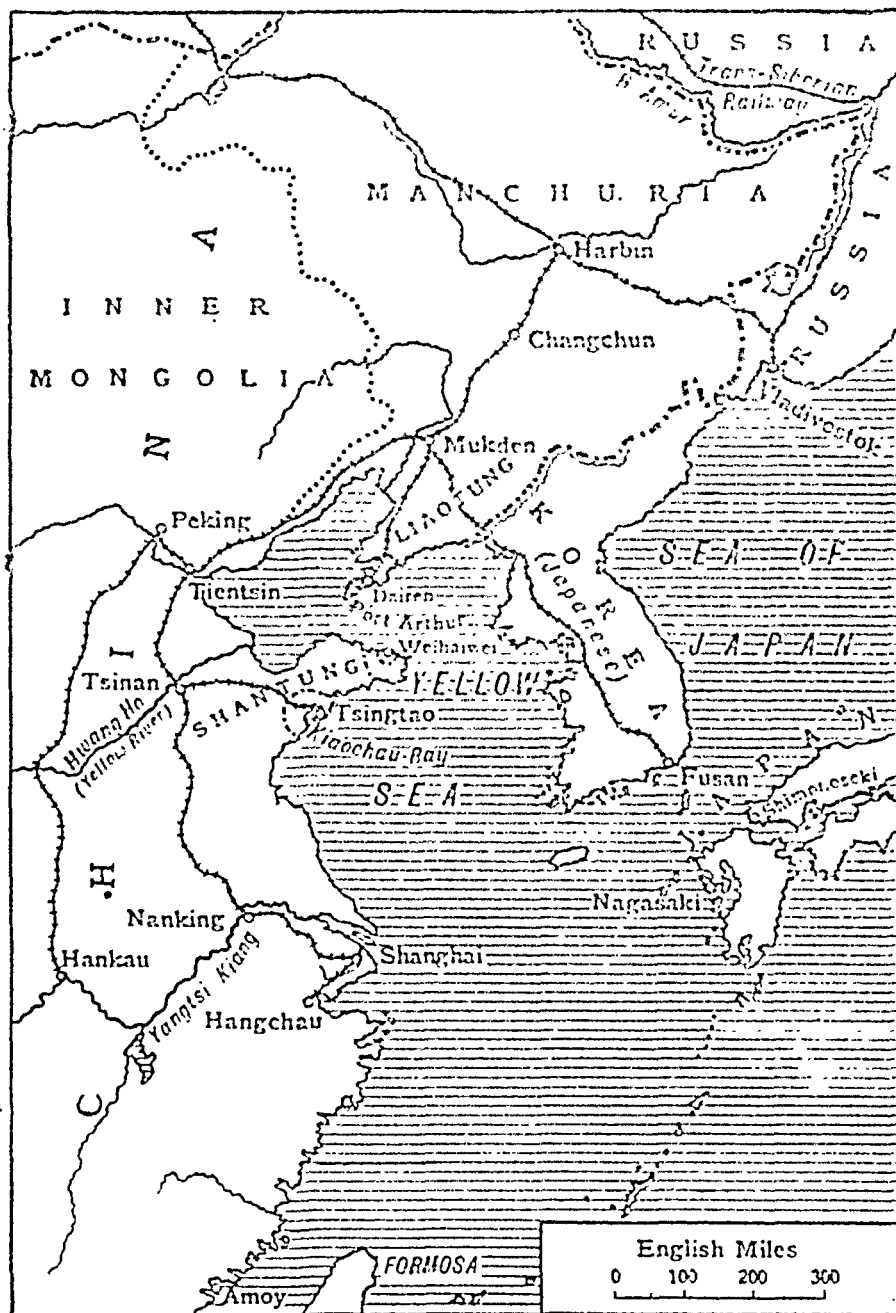 RUSSIA
Trans-Siberian
Railway
Amur
MANCHURIA
RUSSIA
Harbin
INNER
MONGOLIA
Changchun
Vladivostok
Mukden
LIAOTUNG
Peking
Tientsin
KOREA
(Japanese)
SEA OF
JAPAN
Dairen
Port Arthur
Weihaiwei
YELLOW
SEA
Tsinan
SHANTUNG
Tsingtao
Kiaochau-Bay
Hwang Ho
(Yellow River)
Fusan
JAPAN
Shimonoseki
Nagasaki
CHINA
Nanking
Hankau
Shanghai
Yangtsi Kiang
Hangchau
FORMOSA
Amoy
English Miles
0 100 200 300